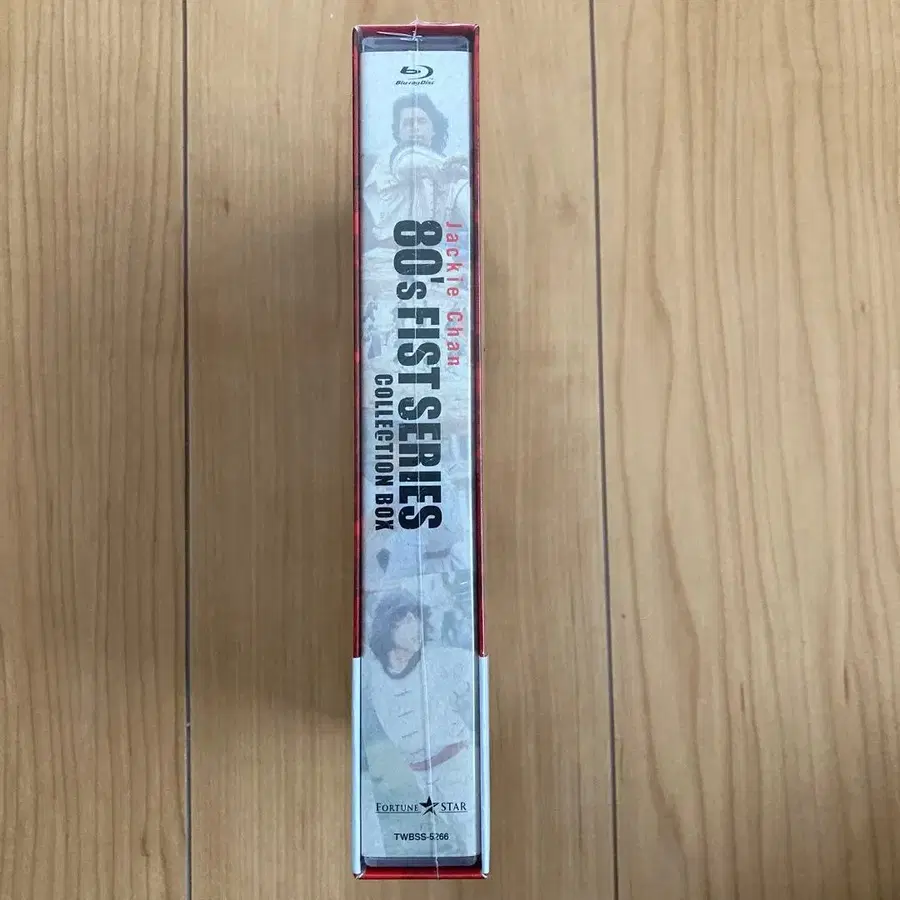 Blu-ray Disc
Jackie Chan
80's FIST SERIES
COLLECTION BOX
FORTUNE STAR
TWBSS-5266